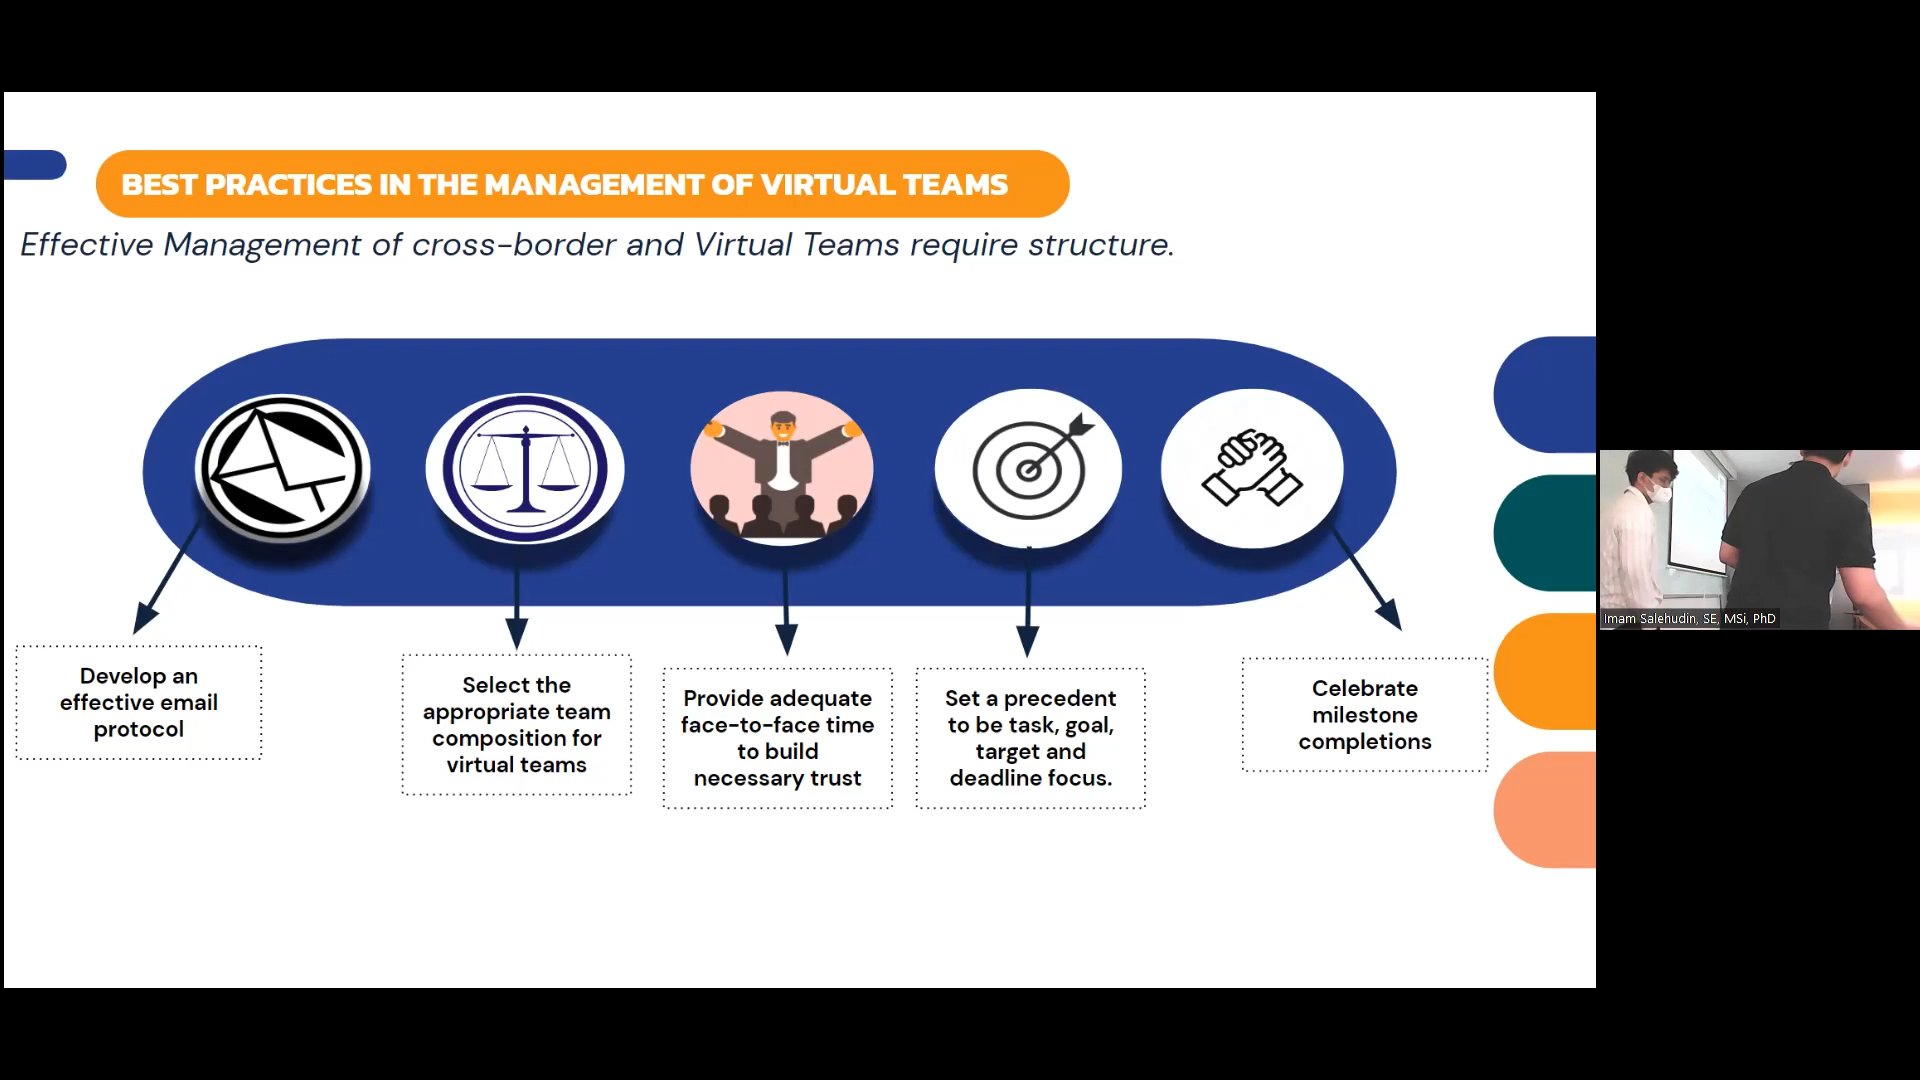 BEST PRACTICES IN THE MANAGEMENT OF VIRTUAL TEAMS
Effective Management of cross-border and Virtual Teams require structure.
Develop an
effective email
protocol
Select the
appropriate team
composition for
virtual teams
Provide adequate
face-to-face time
to build
necessary trust
Set a precedent
to be task, goal,
target and
deadline focus.
Celebrate
milestone
completions
Imam Salehudin, SE, MSi, PhD